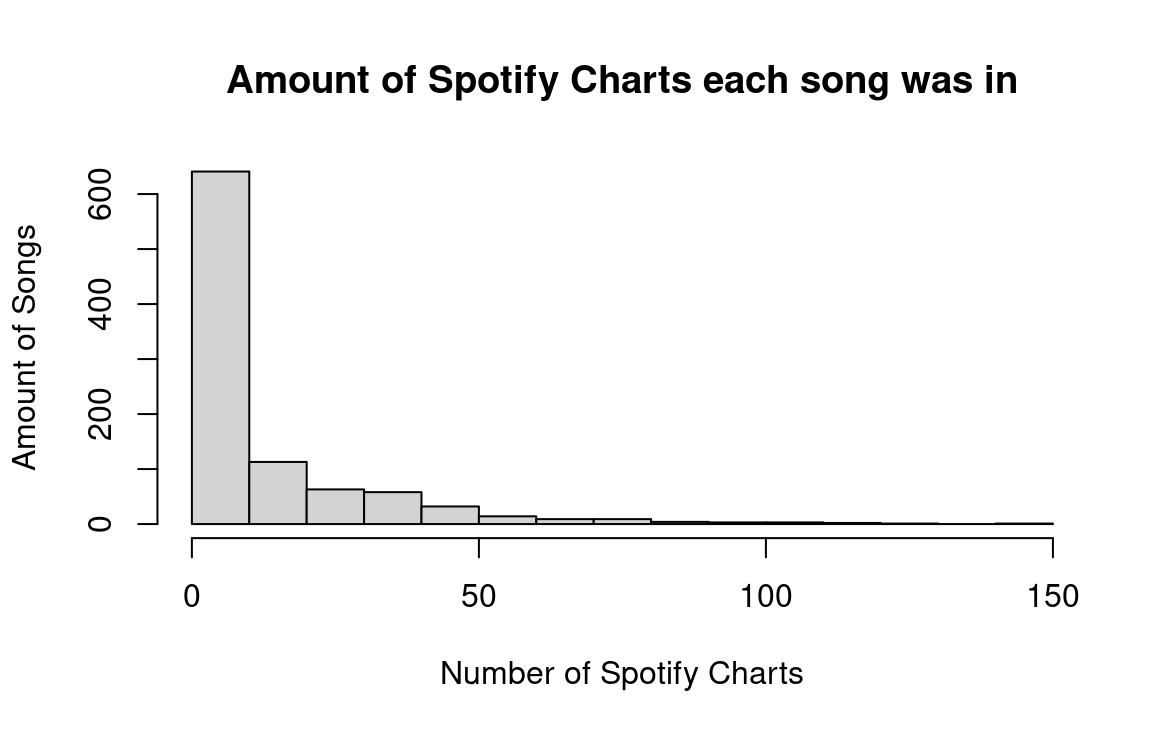 Amount of Spotify Charts each song was in
Amount of Songs
600
400
200
0
0 50 100 150
Number of Spotify Charts